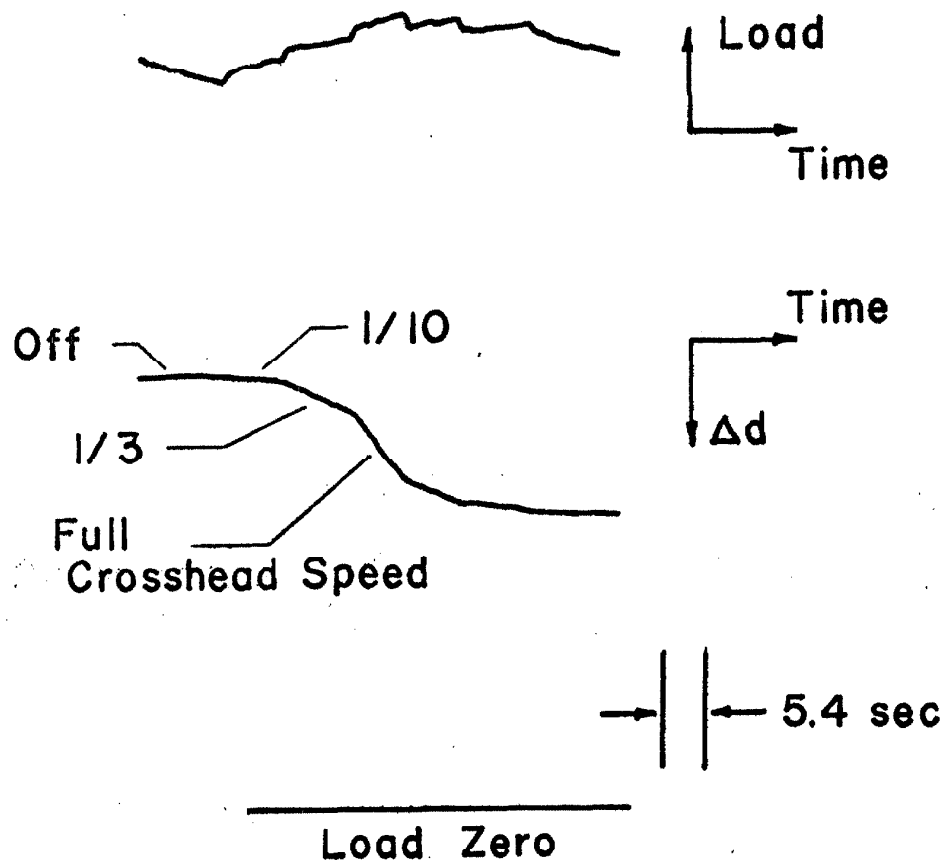 Load
Time
Time
Off
1/10
Δd
1/3
Full
Crosshead Speed
5.4 sec
Load Zero